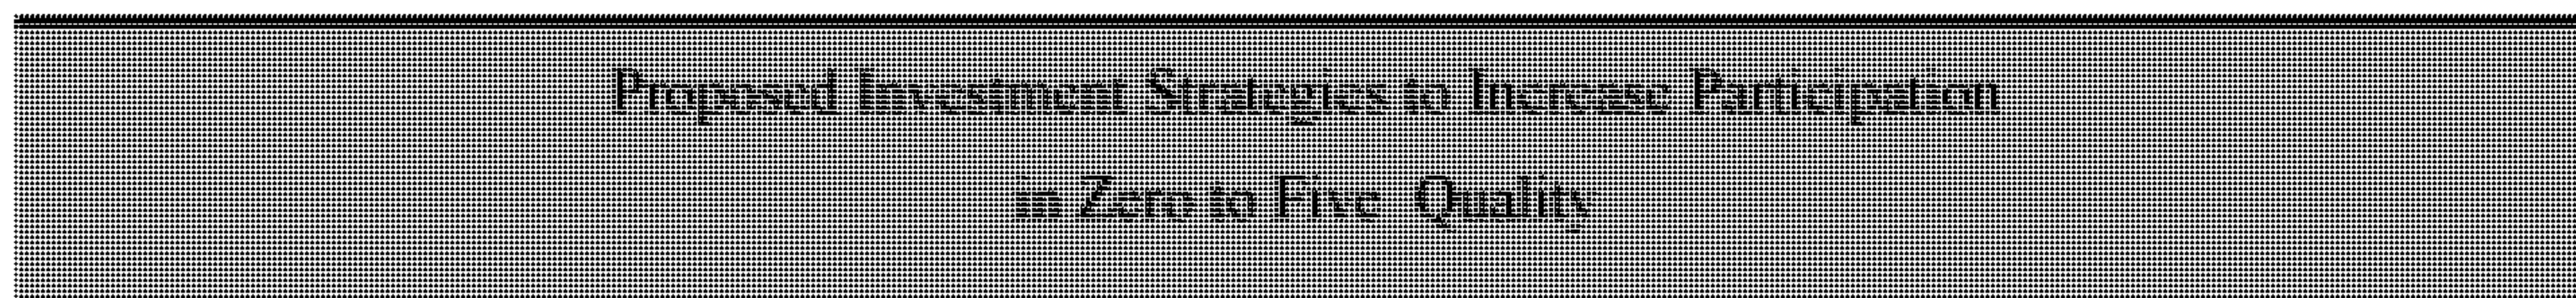 Proposed Investment Strategies to Increase Participation
in Zero to Five Quality